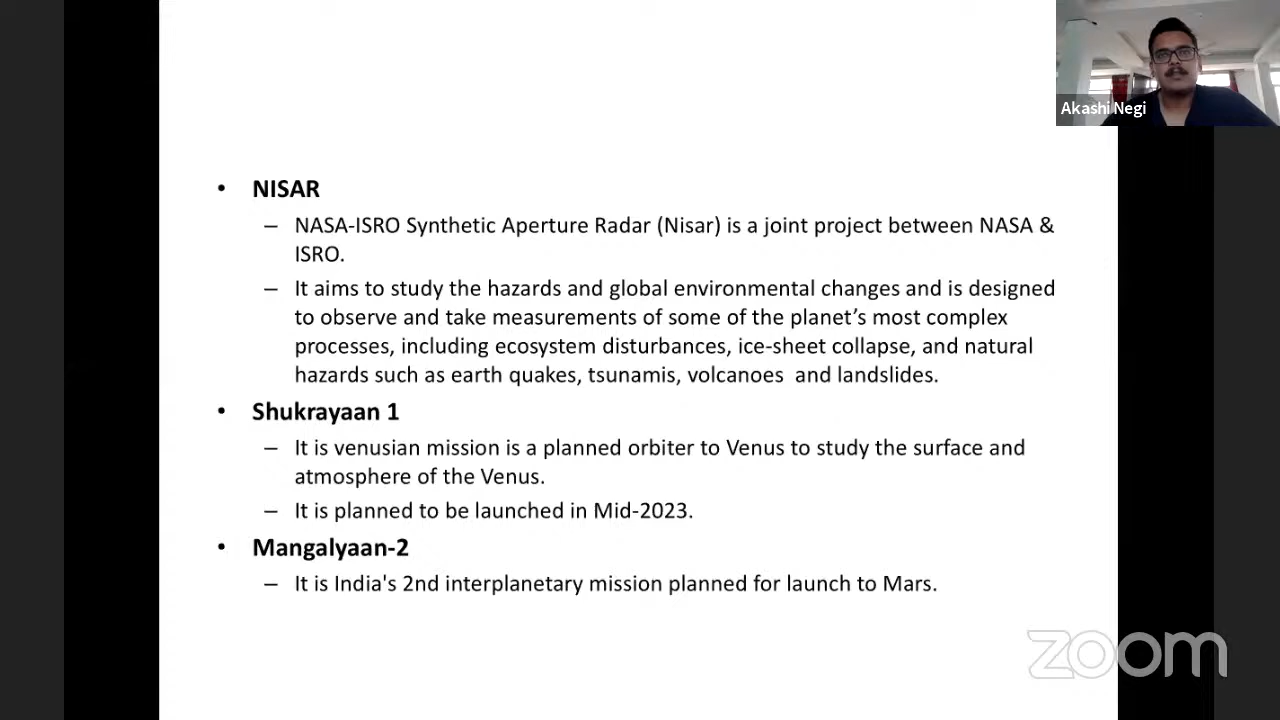 Akashi Negi
• NISAR
– NASA-ISRO Synthetic Aperture Radar (Nisar) is a joint project between NASA &
ISRO.
– It aims to study the hazards and global environmental changes and is designed
to observe and take measurements of some of the planet’s most complex
processes, including ecosystem disturbances, ice-sheet collapse, and natural
hazards such as earth quakes, tsunamis, volcanoes and landslides.
• Shukrayaan 1
– It is venusian mission is a planned orbiter to Venus to study the surface and
atmosphere of the Venus.
– It is planned to be launched in Mid-2023.
• Mangalyaan-2
– It is India's 2nd interplanetary mission planned for launch to Mars.
zoom